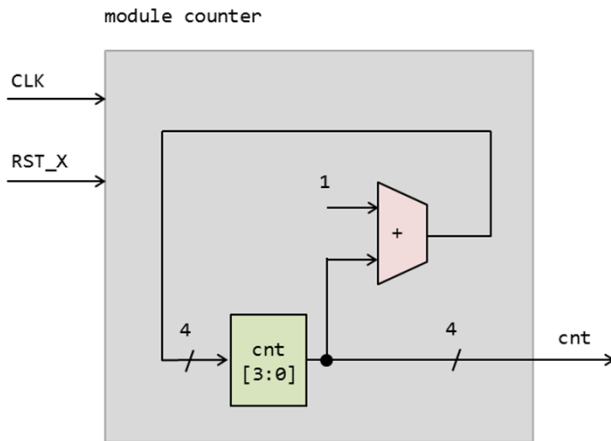 module counter
CLK
RST_X
1
+
4
cnt
[3:0]
4
cnt